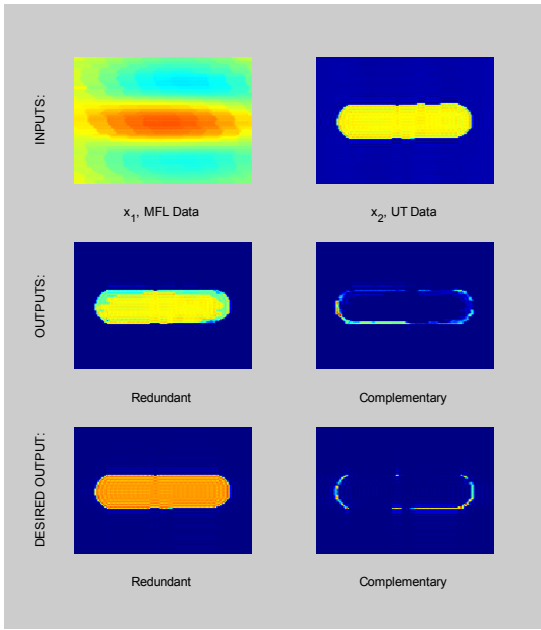 INPUTS:
x1, MFL Data
x2, UT Data
OUTPUTS:
Redundant
Complementary
DESIRED OUTPUT:
Redundant
Complementary